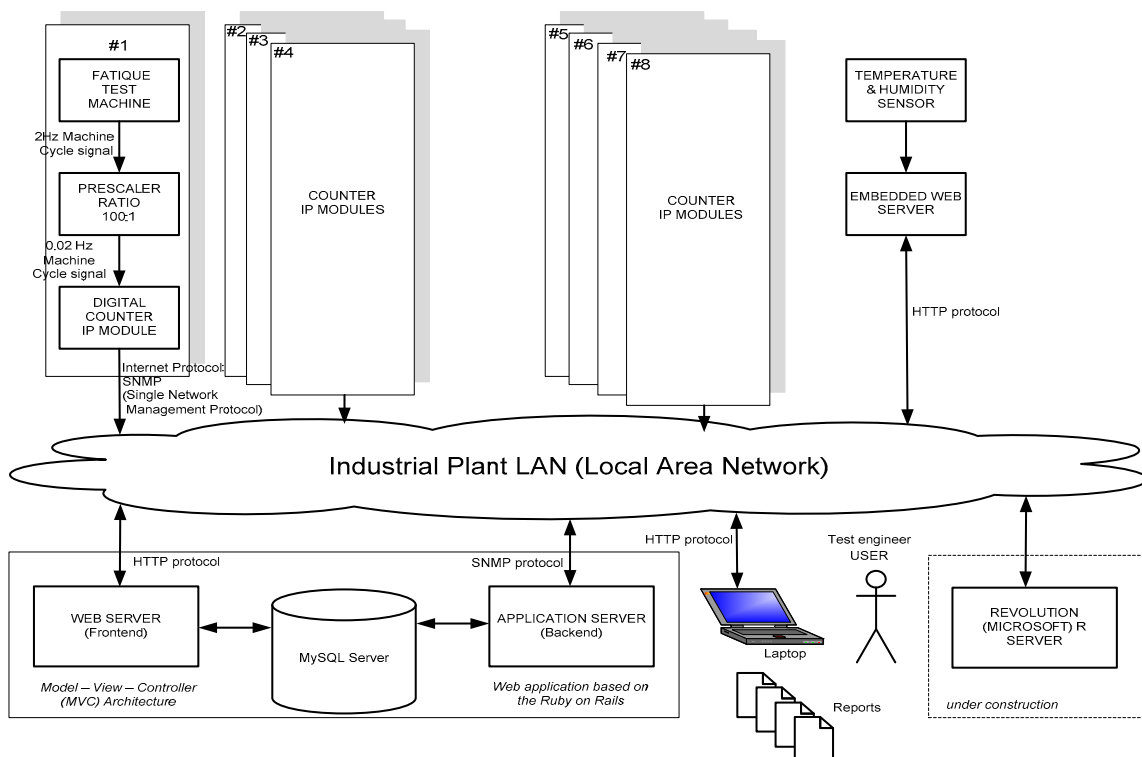 #1
FATIQUE
TEST
MACHINE
2Hz Machine
Cycle signal
PRESCALER
RATIO
100:1
0.02 Hz
Machine
Cycle signal
DIGITAL
COUNTER
IP MODULE
Internet Protocol:
SNMP
(Single Network
Management Protocol)
#2
#3
#4
COUNTER
IP MODULES
#5
#6
#7
#8
COUNTER
IP MODULES
TEMPERATURE
& HUMIDITY
SENSOR
EMBEDDED WEB
SERVER
HTTP protocol
Industrial Plant LAN (Local Area Network)
HTTP protocol
SNMP protocol
HTTP protocol
Test engineer
USER
WEB SERVER
(Frontend)
MySQL Server
APPLICATION SERVER
(Backend)
Model – View – Controller
(MVC) Architecture
Web application based on
the Ruby on Rails
Laptop
Reports
REVOLUTION
(MICROSOFT) R
SERVER
under construction